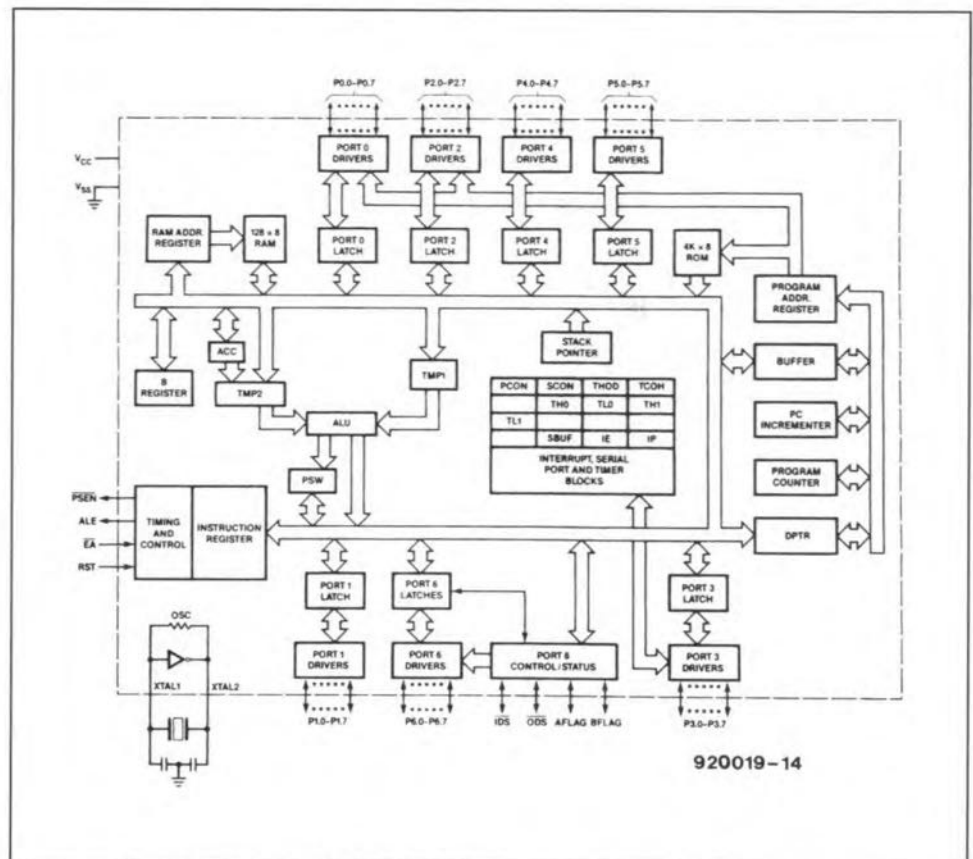 P0.0–P0.7 P2.0–P2.7 P4.0–P4.7 P5.0–P5.7
PORT 0
DRIVERS
PORT 2
DRIVERS
PORT 4
DRIVERS
PORT 5
DRIVERS
VCC
VSS
RAM ADDR.
REGISTER
128 × 8
RAM
PORT 0
LATCH
PORT 2
LATCH
PORT 4
LATCH
PORT 5
LATCH
4K × 8
ROM
PROGRAM
ADDR.
REGISTER
STACK
POINTER
BUFFER
ACC
B
REGISTER
TMP2
TMP1
PCON SCON THOD TCOH
TH0 TL0 TH1
TL1
SBUF IE IP
INTERRUPT, SERIAL
PORT AND TIMER
BLOCKS
PC
INCREMENTER
ALU
PSW
PROGRAM
COUNTER
PSEN
ALE
EA
RST
TIMING
AND
CONTROL
INSTRUCTION
REGISTER
DPTR
PORT 1
LATCH
PORT 6
LATCHES
PORT 3
LATCH
OSC
PORT 1
DRIVERS
PORT 6
DRIVERS
PORT 6
CONTROL/STATUS
PORT 3
DRIVERS
XTAL1 XTAL2
P1.0–P1.7 P6.0–P6.7 IDS ODS AFLAG BFLAG P3.0–P3.7
920019-14